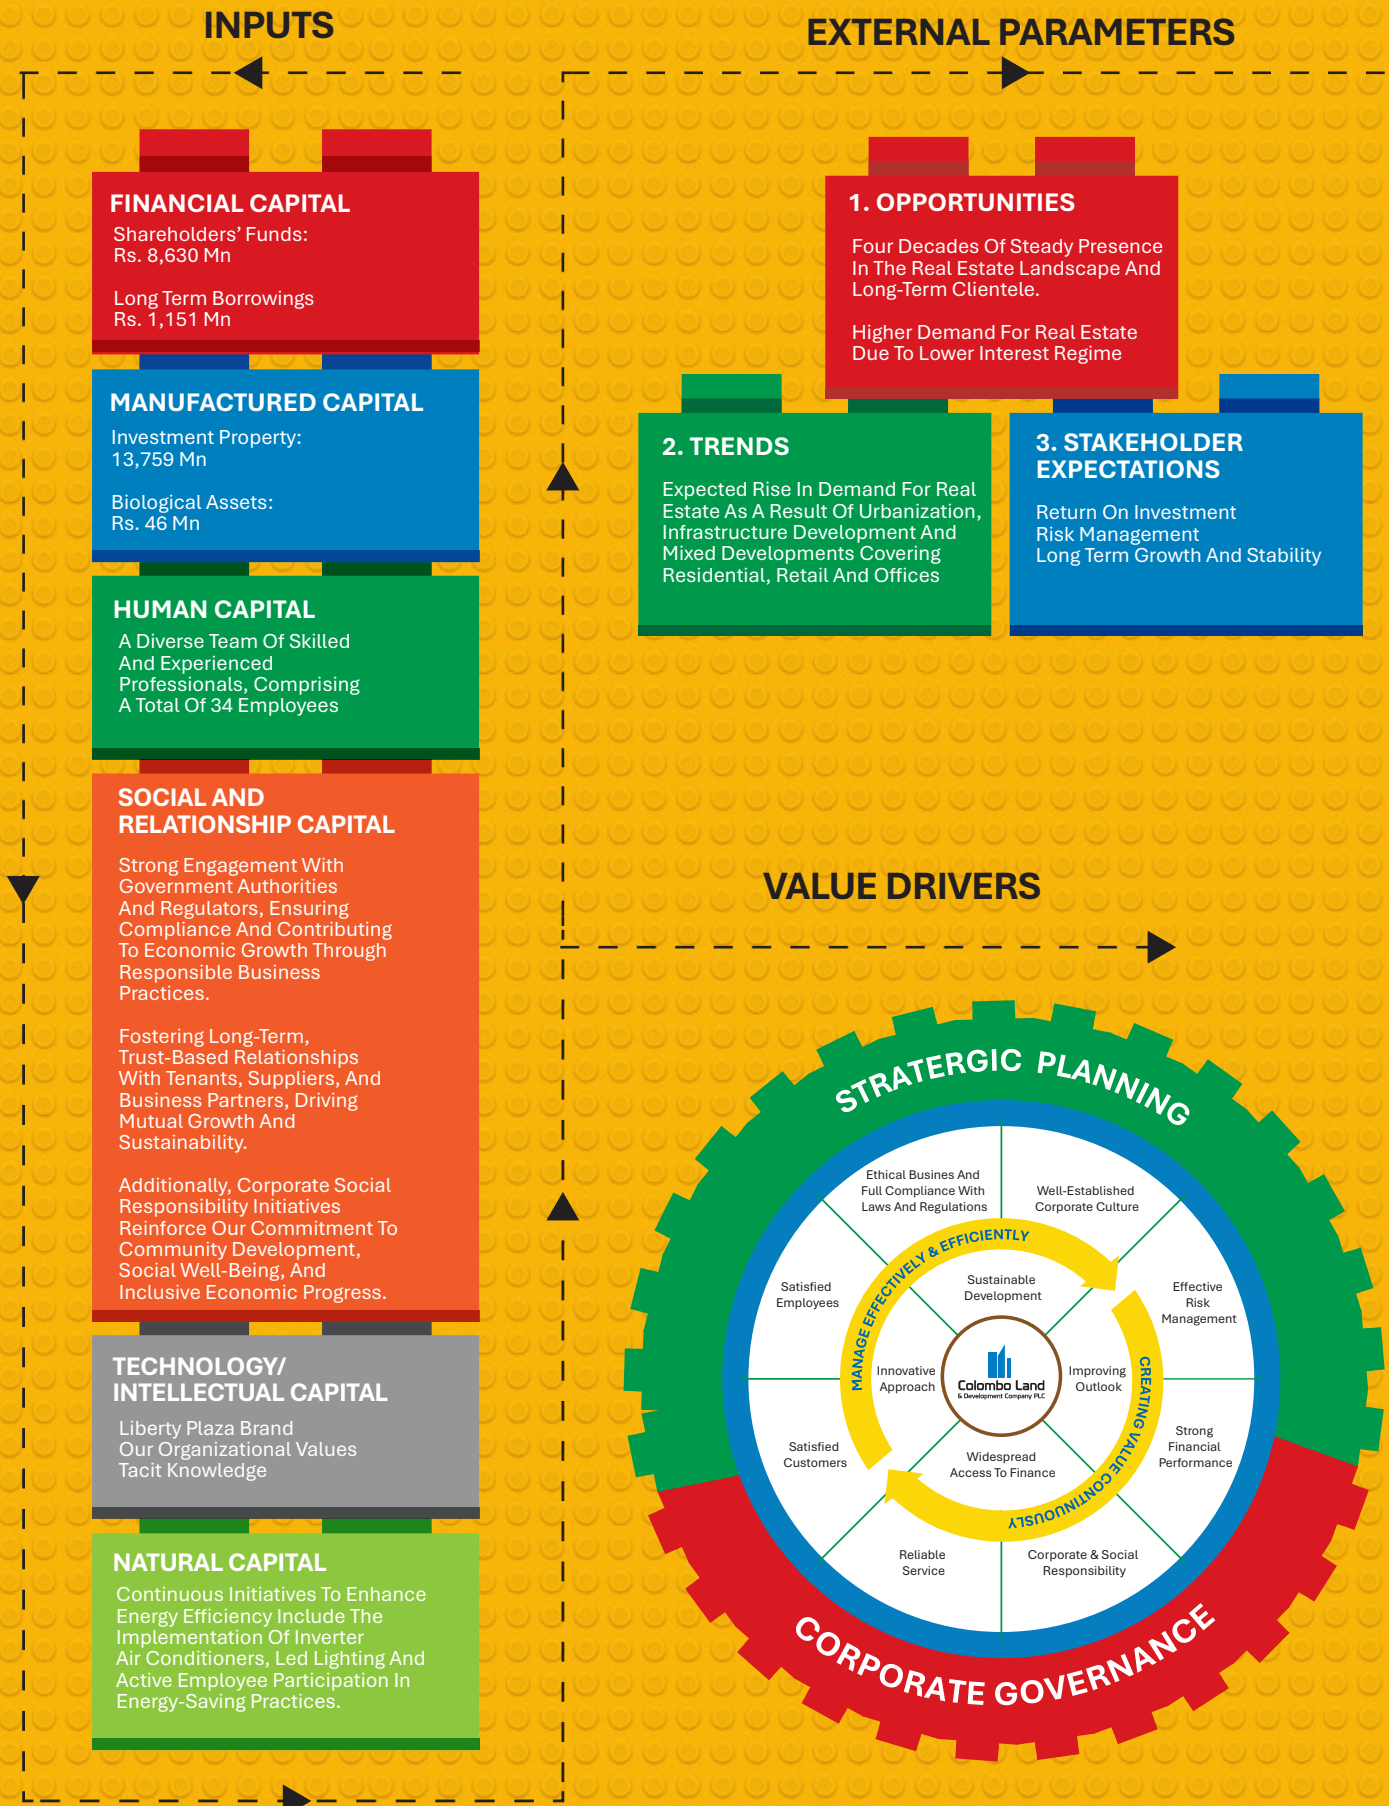 INPUTS
FINANCIAL CAPITAL
Shareholders’ Funds:
Rs. 8,630 Mn
Long Term Borrowings
Rs. 1,151 Mn
MANUFACTURED CAPITAL
Investment Property:
13,759 Mn
Biological Assets:
Rs. 46 Mn
HUMAN CAPITAL
A Diverse Team Of Skilled
And Experienced
Professionals, Comprising
A Total Of 34 Employees
SOCIAL AND
RELATIONSHIP CAPITAL
Strong Engagement With
Government Authorities
And Regulators, Ensuring
Compliance And Contributing
To Economic Growth Through
Responsible Business
Practices.
Fostering Long-Term,
Trust-Based Relationships
With Tenants, Suppliers, And
Business Partners, Driving
Mutual Growth And
Sustainability.
Additionally, Corporate Social
Responsibility Initiatives
Reinforce Our Commitment To
Community Development,
Social Well-Being, And
Inclusive Economic Progress.
TECHNOLOGY/
INTELLECTUAL CAPITAL
Liberty Plaza Brand
Our Organizational Values
Tacit Knowledge
NATURAL CAPITAL
Continuous Initiatives To Enhance
Energy Efficiency Include The
Implementation Of Inverter
Air Conditioners, Led Lighting And
Active Employee Participation In
Energy-Saving Practices.
EXTERNAL PARAMETERS
1. OPPORTUNITIES
Four Decades Of Steady Presence
In The Real Estate Landscape And
Long-Term Clientele.
Higher Demand For Real Estate
Due To Lower Interest Regime
2. TRENDS
Expected Rise In Demand For Real
Estate As A Result Of Urbanization,
Infrastructure Development And
Mixed Developments Covering
Residential, Retail And Offices
3. STAKEHOLDER
EXPECTATIONS
Return On Investment
Risk Management
Long Term Growth And Stability
VALUE DRIVERS
STRATERGIC PLANNING
Ethical Busines And
Full Compliance With
Laws And Regulations
Well-Established
Corporate Culture
Satisfied
Employees
Effective
Risk
Management
MANAGE EFFECTIVELY & EFFICIENTLY
Sustainable
Development
Innovative
Approach
Colombo Land
& Development Company PLC
Improving
Outlook
CREATING VALUE CONTINUOUSLY
Widespread
Access To Finance
Satisfied
Customers
Strong
Financial
Performance
Reliable
Service
Corporate & Social
Responsibility
CORPORATE GOVERNANCE